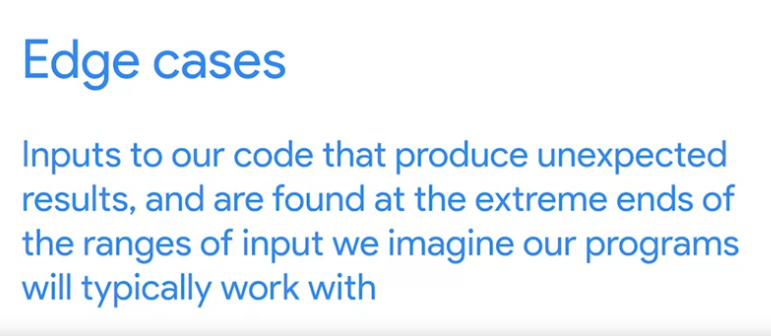 Edge cases
Inputs to our code that produce unexpected
results, and are found at the extreme ends of
the ranges of input we imagine our programs
will typically work with